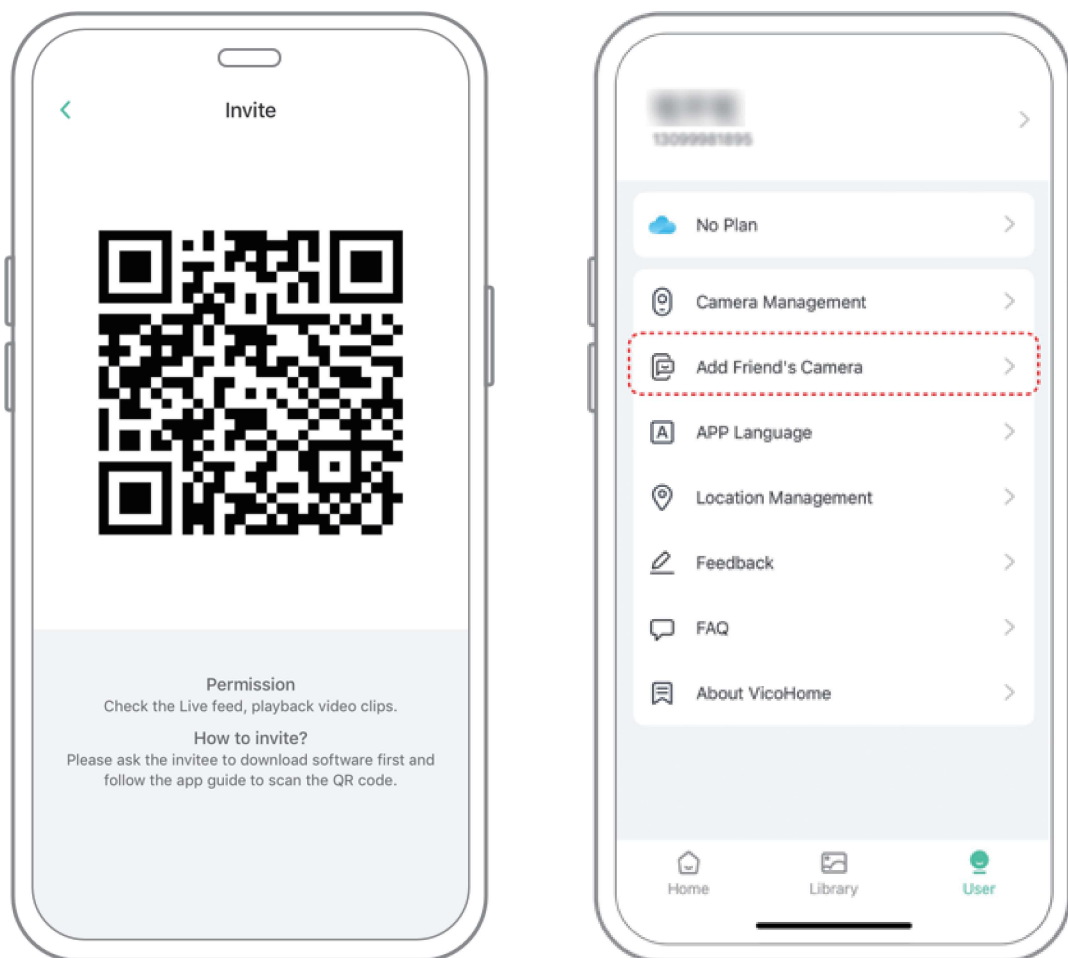 Invite
Permission
Check the Live feed, playback video clips.
How to invite?
Please ask the invitee to download software first and
follow the app guide to scan the QR code.
13099981895
No Plan
Camera Management
Add Friend's Camera
APP Language
Location Management
Feedback
FAQ
About VicoHome
Home
Library
User